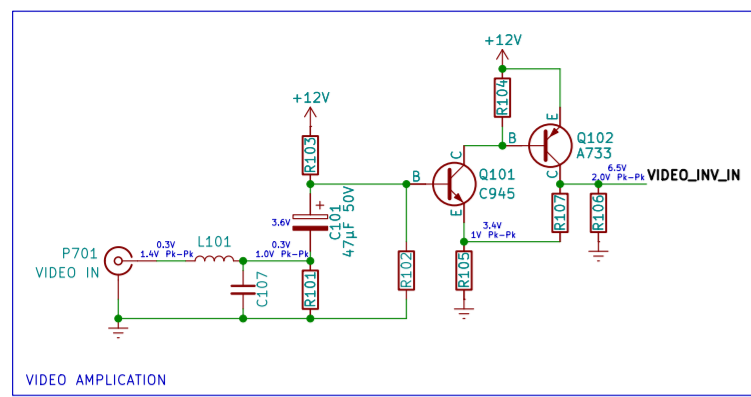 +12V
R104
E
B
Q102
A733
C
+12V
R103
6.5V
2.0V Pk-Pk
VIDEO_INV_IN
B
C
Q101
C945
E
+
3.6V
C101
47µF 50V
R107
R106
3.4V
1V Pk-Pk
P701
VIDEO IN
0.3V
1.4V Pk-Pk
L101
0.3V
1.0V Pk-Pk
C107
R101
R102
R105
VIDEO AMPLICATION